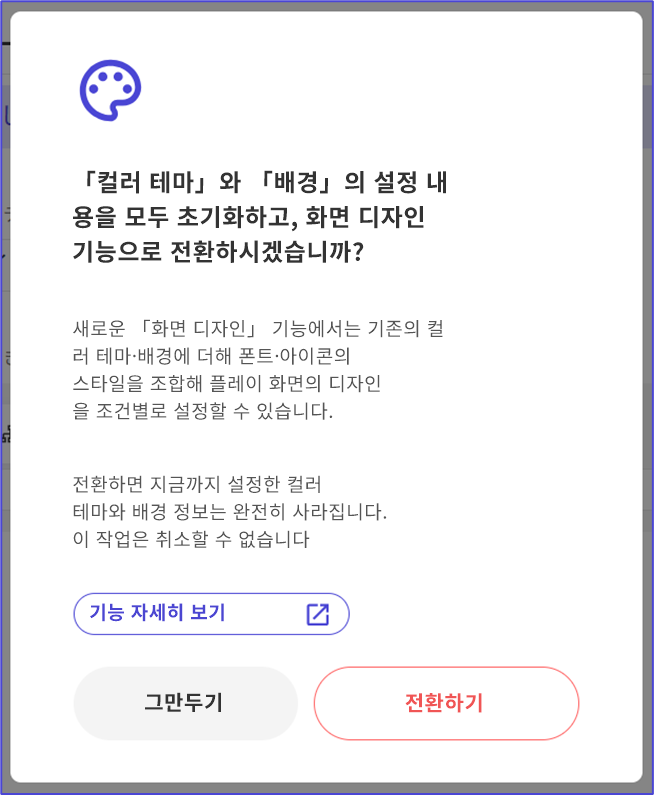 「컬러 테마」와 「배경」의 설정 내
용을 모두 초기화하고, 화면 디자인
기능으로 전환하시겠습니까?
새로운 「화면 디자인」 기능에서는 기존의 컬
러 테마·배경에 더해 폰트·아이콘의
스타일을 조합해 플레이 화면의 디자인
을 조건별로 설정할 수 있습니다.
전환하면 지금까지 설정한 컬러
테마와 배경 정보는 완전히 사라집니다.
이 작업은 취소할 수 없습니다
기능 자세히 보기
그만두기
전환하기